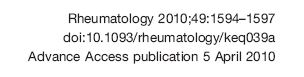 Rheumatology 2010;49:1594–1597
doi:10.1093/rheumatology/keq039a
Advance Access publication 5 April 2010